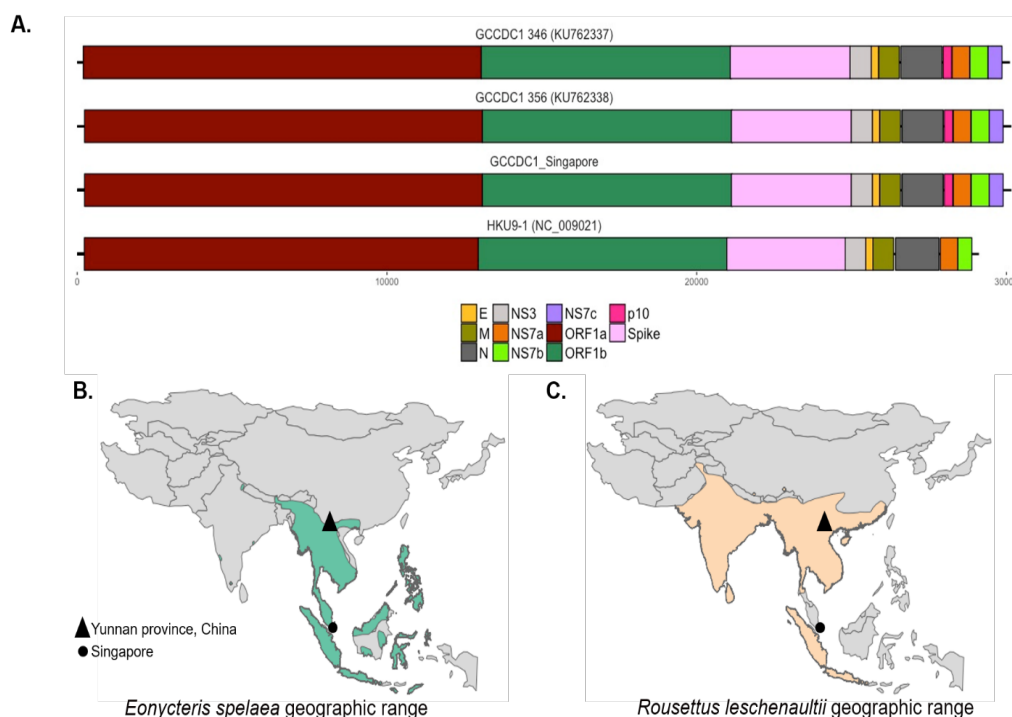 A.
GCCDC1 346 (KU762337)
GCCDC1 356 (KU762338)
GCCDC1_Singapore
HKU9-1 (NC_009021)
0 10000 20000 3000
E NS3 NS7c p10
M NS7a ORF1a Spike
N NS7b ORF1b
B. C.
Yunnan province, China
Singapore
Eonycteris spelaea geographic range
Rousettus leschenaultii geographic range